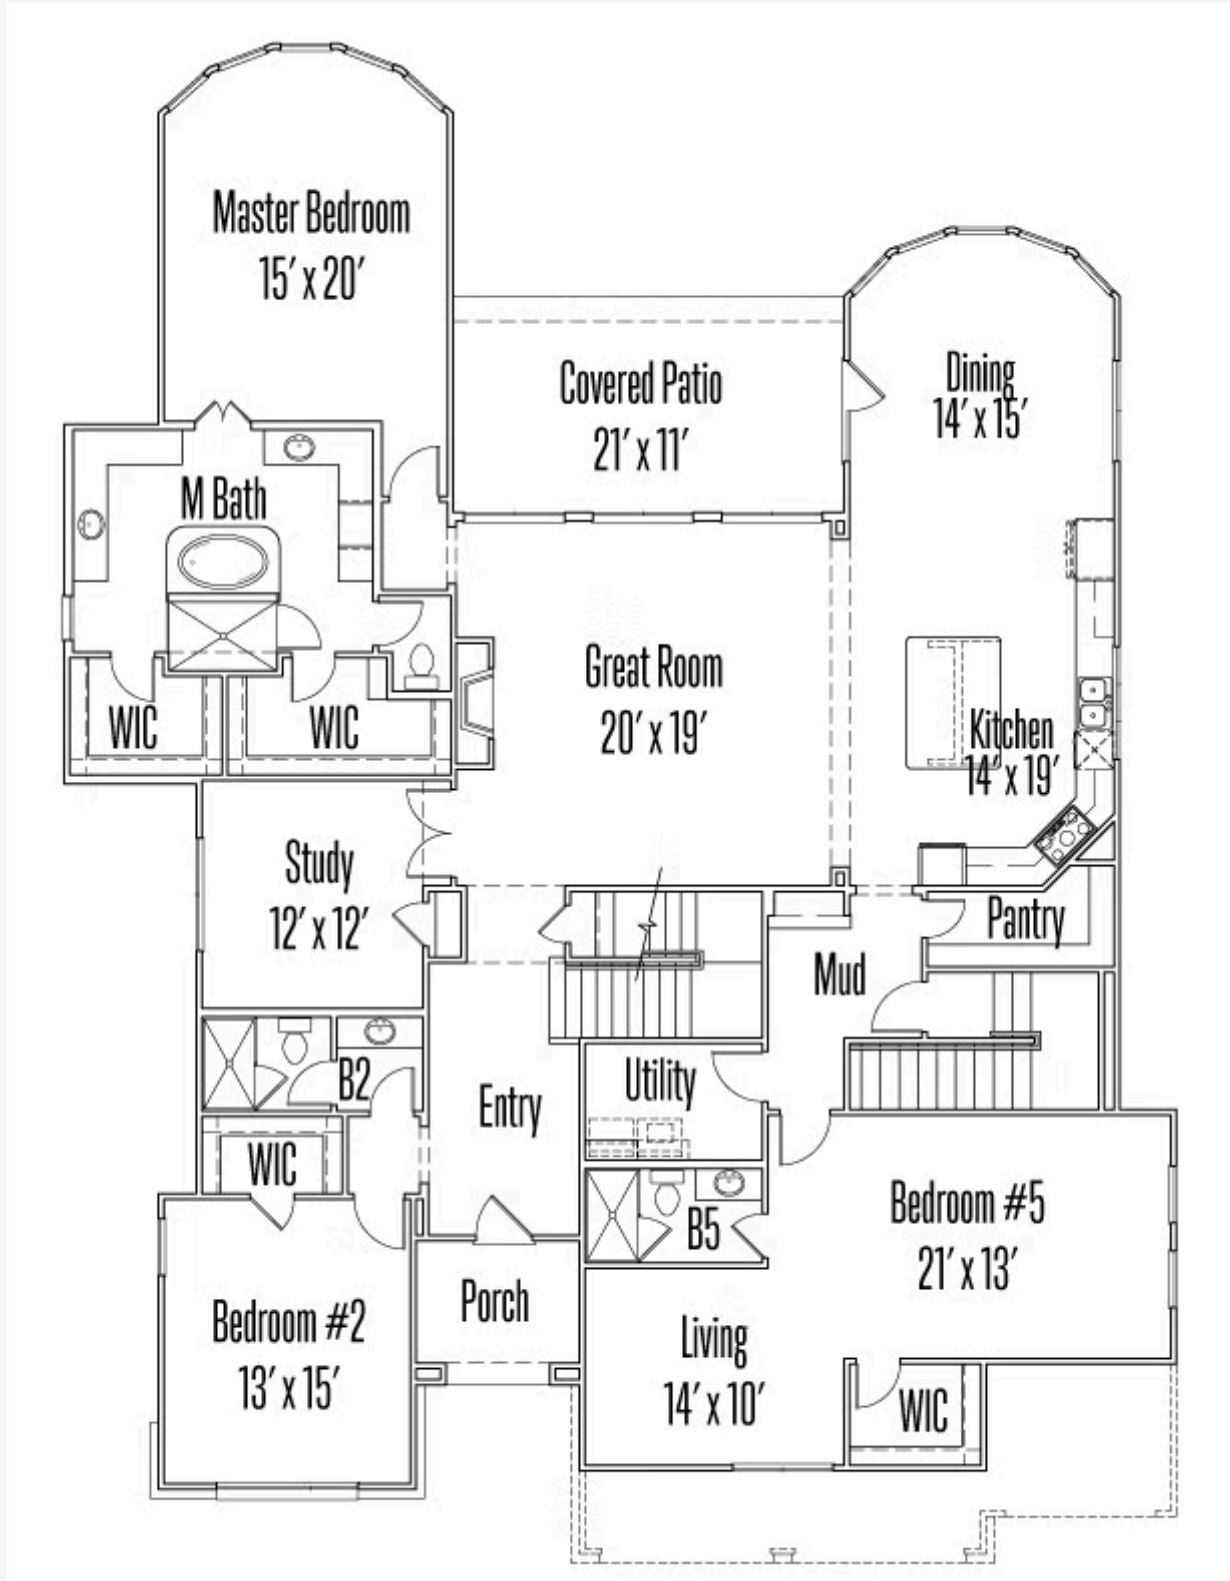 Master Bedroom
15' x 20'
Covered Patio
21' x 11'
Dining
14' x 15'
M Bath
Great Room
20' x 19'
WIC
WIC
Kitchen
14' x 19'
Study
12' x 12'
Pantry
Mud
B2
Utility
Entry
WIC
B5
Bedroom #5
21' x 13'
Porch
Bedroom #2
13' x 15'
Living
14' x 10'
WIC